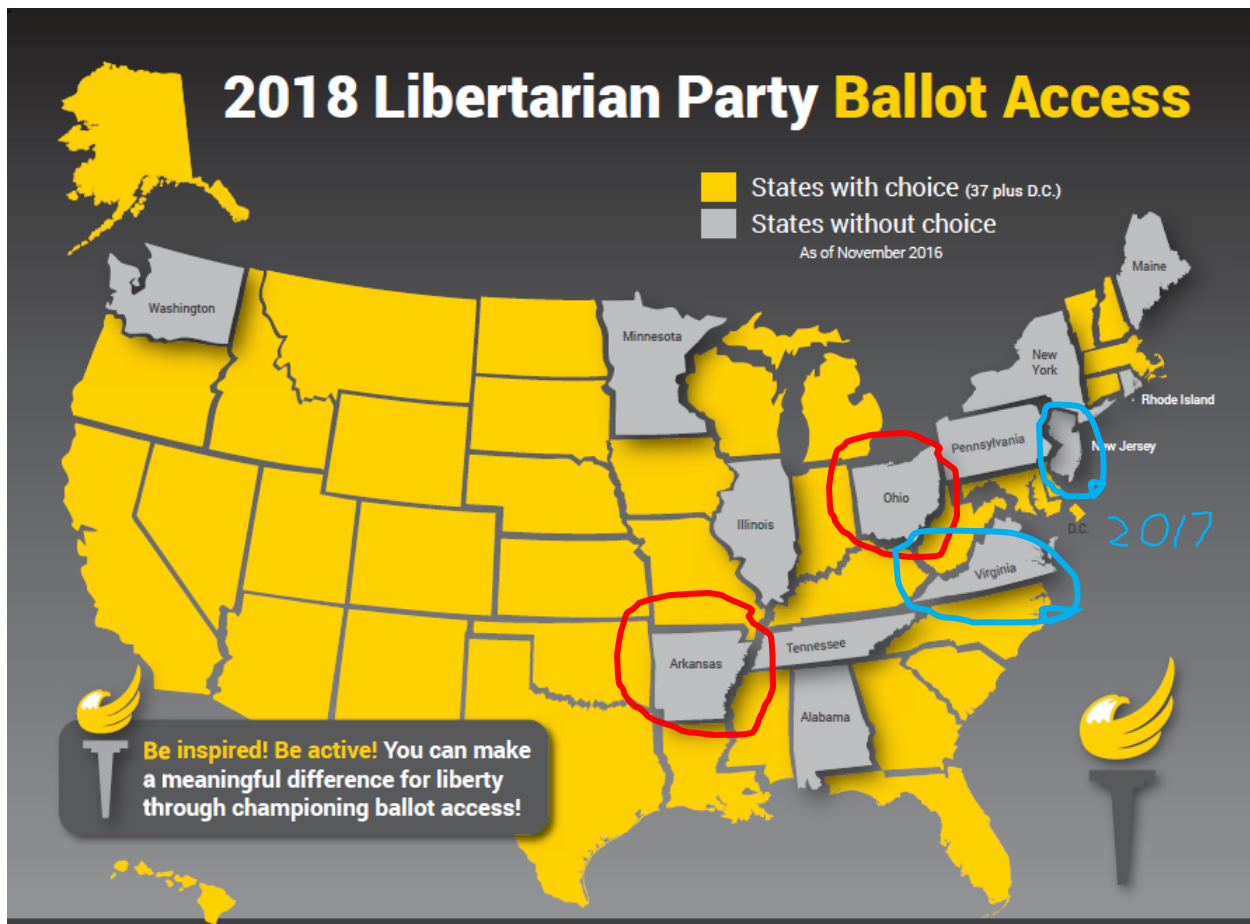 2018 Libertarian Party Ballot Access
States with choice (37 plus D.C.)
States without choice
As of November 2016
Maine
Washington
Minnesota
New
York
Rhode Island
Pennsylvania
New Jersey
Ohio
Illinois
D.C.
2017
Virginia
Tennessee
Arkansas
Alabama
Be inspired! Be active! You can make
a meaningful difference for liberty
through championing ballot access!